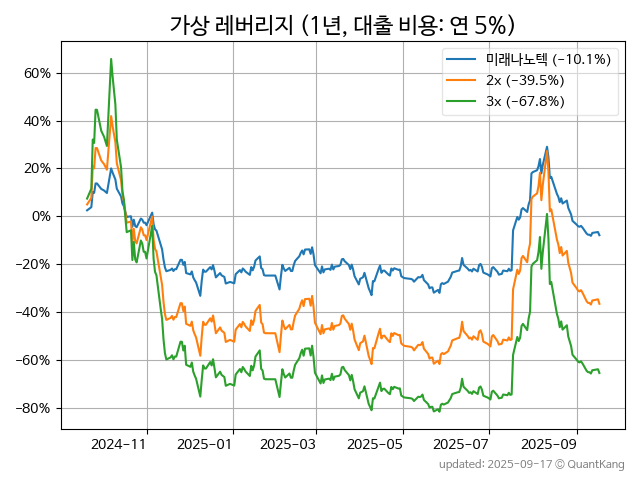 가상 레버리지 (1년, 대출 비용: 연 5%)
미래나노텍 (-10.1%)
2x (-39.5%)
3x (-67.8%)
60%
40%
20%
0%
-20%
-40%
-60%
-80%
2024-11
2025-01
2025-03
2025-05
2025-07
2025-09
updated: 2025-09-17 © QuantKang